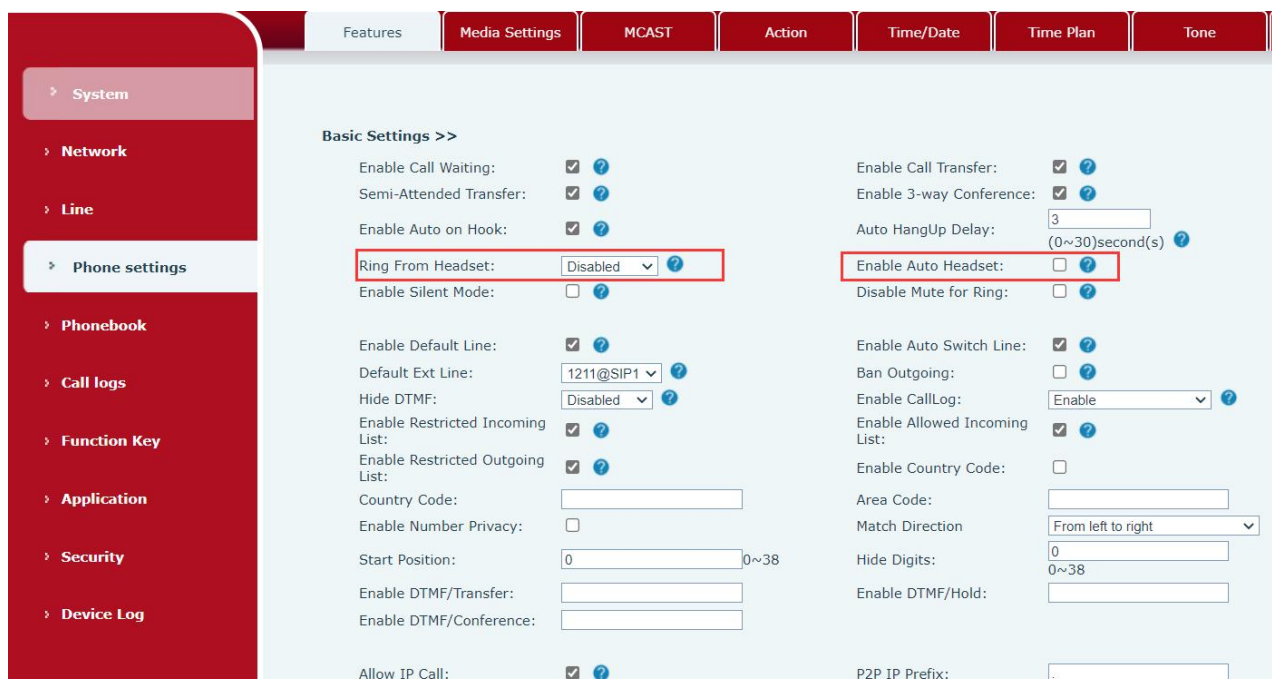 Features Media Settings MCAST Action Time/Date Time Plan Tone
System
Network
Line
Phone settings
Phonebook
Call logs
Function Key
Application
Security
Device Log
Basic Settings >>
Enable Call Waiting: Enable Call Transfer:
Semi-Attended Transfer: Enable 3-way Conference:
Enable Auto on Hook: Auto HangUp Delay: 3
(0~30)second(s)
Ring From Headset: Disabled Enable Auto Headset:
Enable Silent Mode: Disable Mute for Ring:
Enable Default Line: Enable Auto Switch Line:
Default Ext Line: 1211@SIP1 Ban Outgoing:
Hide DTMF: Disabled Enable CallLog: Enable
Enable Restricted Incoming
List:
Enable Allowed Incoming
List:
Enable Restricted Outgoing
List:
Enable Country Code:
Country Code: Area Code:
Enable Number Privacy: Match Direction From left to right
Start Position: 0 0~38 Hide Digits: 0
0~38
Enable DTMF/Transfer: Enable DTMF/Hold:
Enable DTMF/Conference:
Allow IP Call: P2P IP Prefix: .